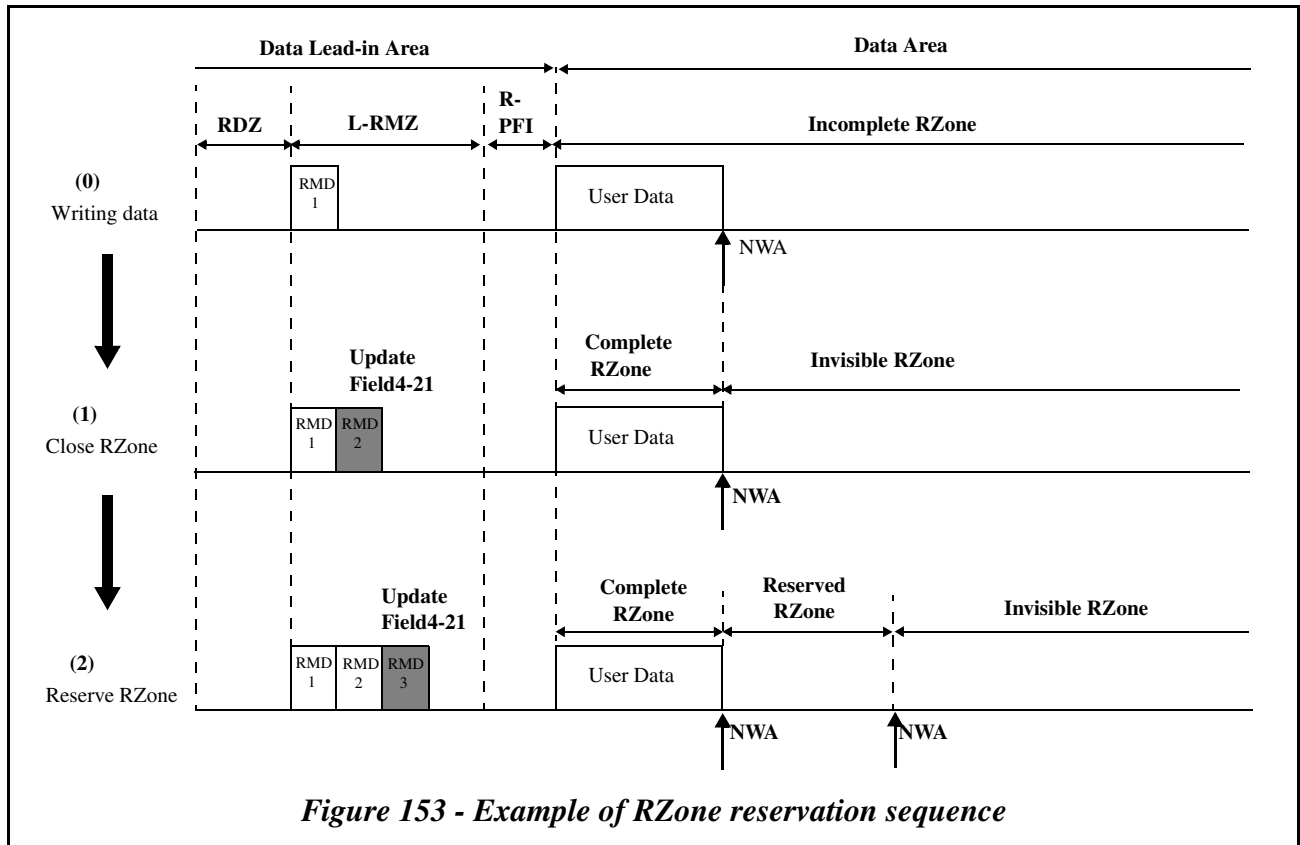 Data Lead-in Area
Data Area
R-
PFI
RDZ
L-RMZ
Incomplete RZone
(0)
Writing data
RMD
1
User Data
NWA
Update
Field4-21
Complete
RZone
Invisible RZone
(1)
Close RZone
RMD
1
RMD
2
User Data
NWA
Update
Field4-21
Complete
RZone
Reserved
RZone
Invisible RZone
(2)
Reserve RZone
RMD
1
RMD
2
RMD
3
User Data
NWA
NWA
Figure 153 - Example of RZone reservation sequence